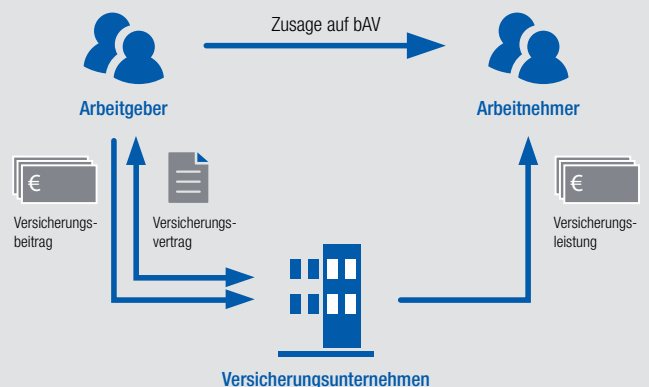 Zusage auf bAV
Arbeitgeber
Arbeitnehmer
€
Versicherungs-
beitrag
Versicherungs-
vertrag
€
Versicherungs-
leistung
Versicherungsunternehmen